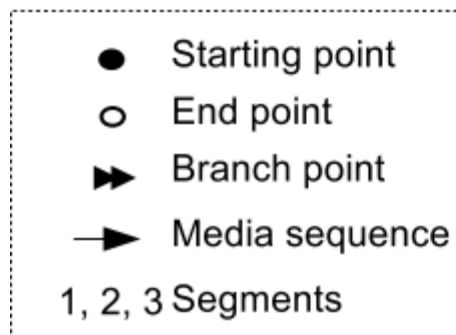 Starting point
End point
Branch point
Media sequence
1, 2, 3 Segments